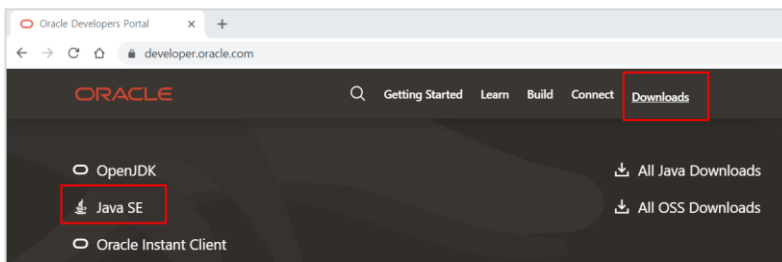 Oracle Developers Portal
developer.oracle.com
ORACLE Getting Started Learn Build Connect Downloads
OpenJDK All Java Downloads
Java SE All OSS Downloads
Oracle Instant Client